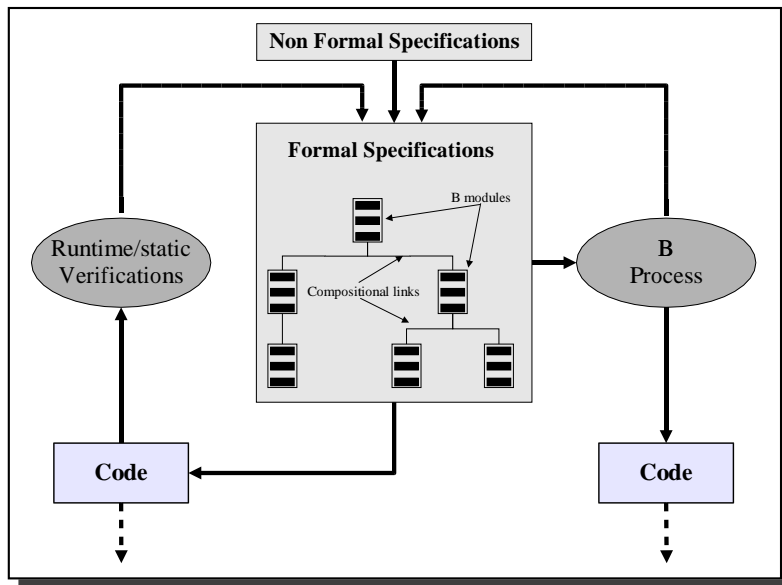 Non Formal Specifications
Formal Specifications
B modules
Runtime/static
Verifications
B
Process
Compositional links
Code
Code